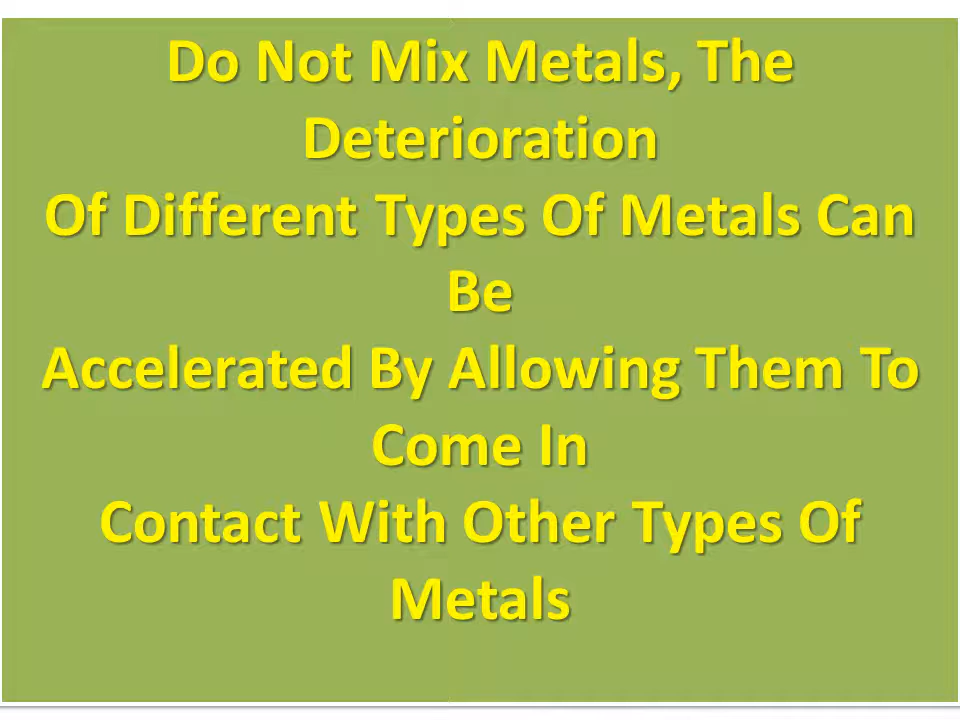 Do Not Mix Metals, The
Deterioration
Of Different Types Of Metals Can
Be
Accelerated By Allowing Them To
Come In
Contact With Other Types Of
Metals